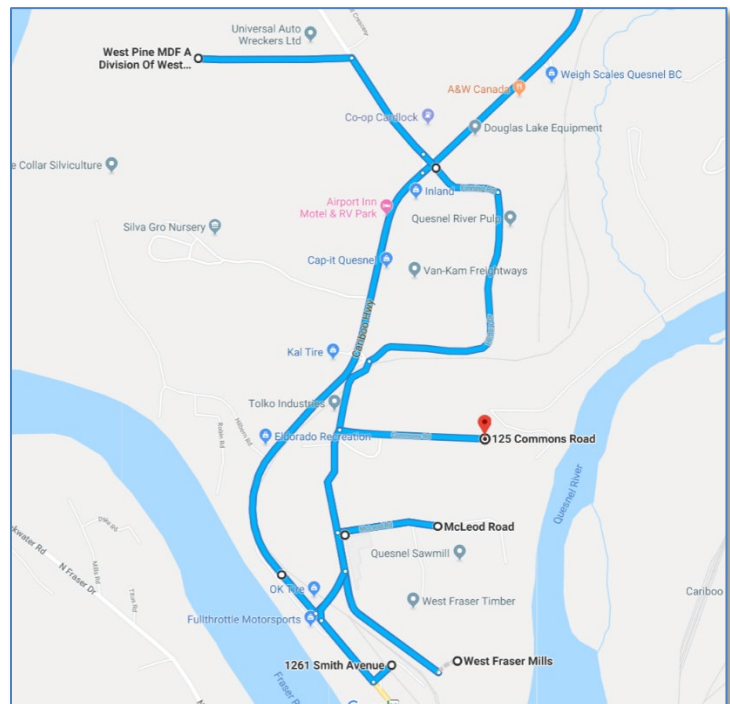 Universal Auto
Wreckers Ltd
West Pine MDF A
Division Of West...
Weigh Scales Quesnel BC
A&W Canada
Co-op Cardlock
Douglas Lake Equipment
e Collar Silviculture
Inland
Airport Inn
Motel & RV Park
Quesnel River Pulp
Silva Gro Nursery
Cap-it Quesnel
Van-Kam Freightways
Cariboo Hwy
Kal Tire
Tolko Industries
Eldorado Recreation
125 Commons Road
Quesnel River
McLeod Road
Quesnel Sawmill
N Fraser Dr
OK Tire
West Fraser Timber
Cariboo
Fullthrottle Motorsports
1261 Smith Avenue
West Fraser Mills